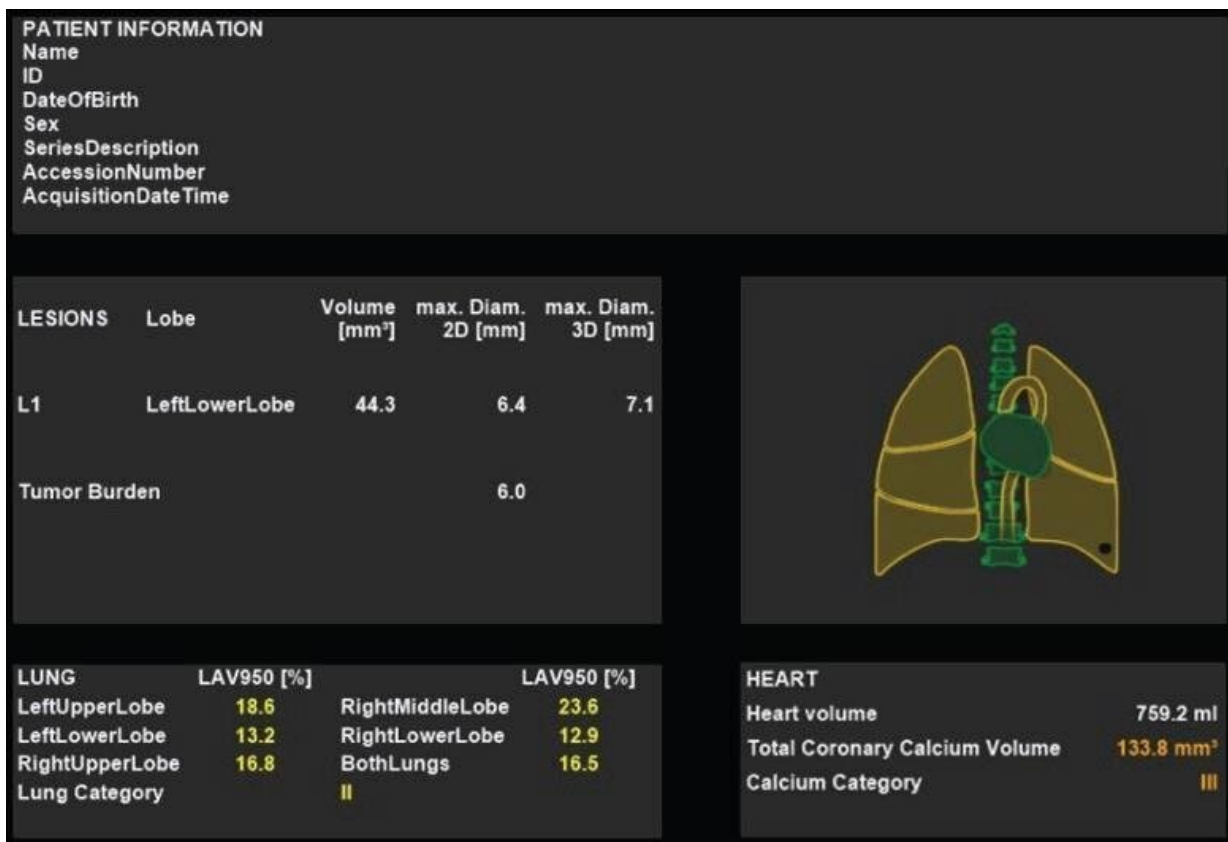 PATIENT INFORMATION
Name
ID
DateOfBirth
Sex
SeriesDescription
AccessionNumber
AcquisitionDateTime
LESIONS Lobe Volume [mm³] max. Diam. 2D [mm] max. Diam. 3D [mm]
L1 LeftLowerLobe 44.3 6.4 7.1
Tumor Burden 6.0
LUNG LAV950 [%] LAV950 [%]
LeftUpperLobe 18.6 RightMiddleLobe 23.6
LeftLowerLobe 13.2 RightLowerLobe 12.9
RightUpperLobe 16.8 BothLungs 16.5
Lung Category II
HEART
Heart volume 759.2 ml
Total Coronary Calcium Volume 133.8 mm³
Calcium Category III